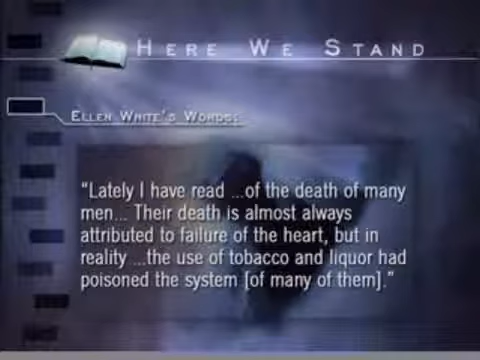 HERE WE STAND
ELLEN WHITE'S WORDS:
“Lately I have read ...of the death of many
men... Their death is almost always
attributed to failure of the heart, but in
reality ...the use of tobacco and liquor had
poisoned the system [of many of them].”